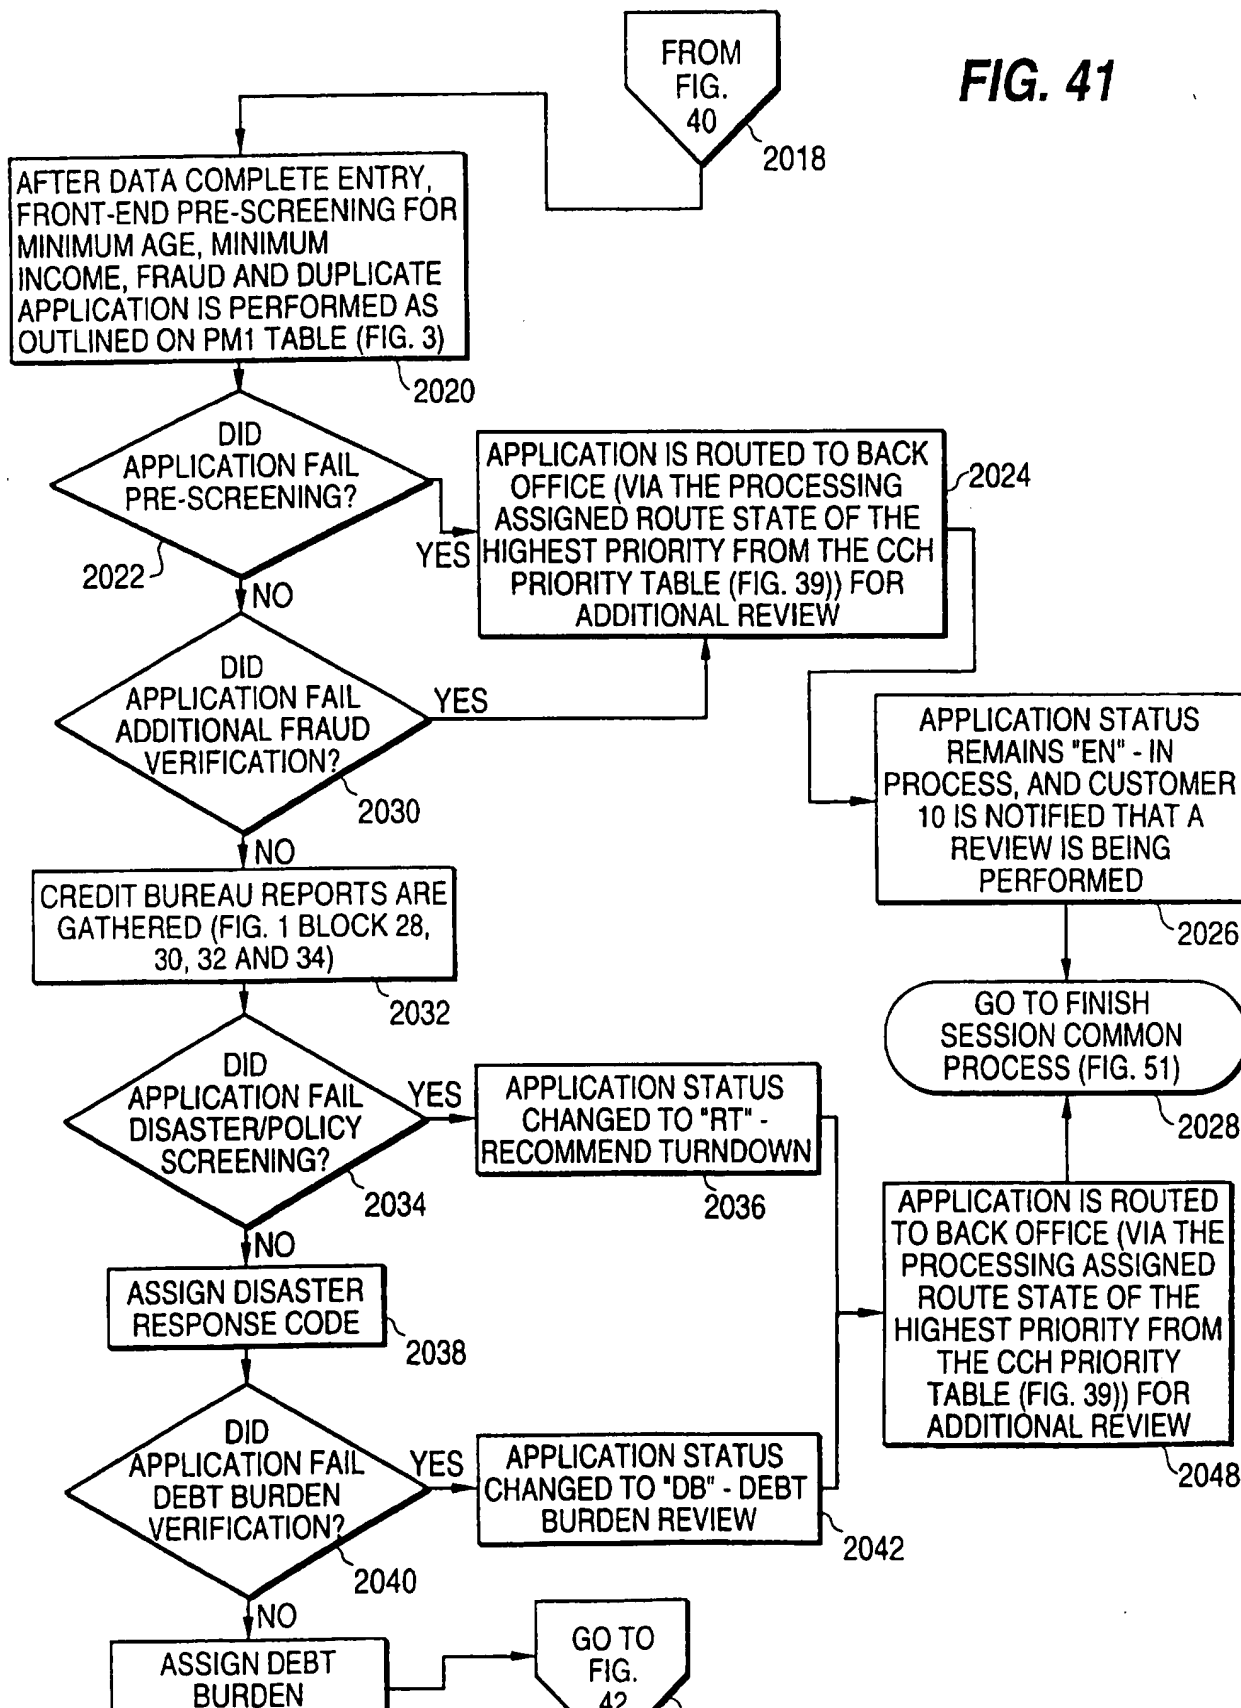 FROM
FIG.
40
FIG. 41
2018
AFTER DATA COMPLETE ENTRY,
FRONT-END PRE-SCREENING FOR
MINIMUM AGE, MINIMUM
INCOME, FRAUD AND DUPLICATE
APPLICATION IS PERFORMED AS
OUTLINED ON PM1 TABLE (FIG. 3)
2020
DID
APPLICATION FAIL
PRE-SCREENING?
2022
YES
NO
APPLICATION IS ROUTED TO BACK
OFFICE (VIA THE PROCESSING
ASSIGNED ROUTE STATE OF THE
HIGHEST PRIORITY FROM THE CCH
PRIORITY TABLE (FIG. 39)) FOR
ADDITIONAL REVIEW
2024
DID
APPLICATION FAIL
ADDITIONAL FRAUD
VERIFICATION?
YES
2030
NO
APPLICATION STATUS
REMAINS "EN" - IN
PROCESS, AND CUSTOMER
10 IS NOTIFIED THAT A
REVIEW IS BEING
PERFORMED
2026
CREDIT BUREAU REPORTS ARE
GATHERED (FIG. 1 BLOCK 28,
30, 32 AND 34)
2032
GO TO FINISH
SESSION COMMON
PROCESS (FIG. 51)
2028
DID
APPLICATION FAIL
DISASTER/POLICY
SCREENING?
YES
2034
NO
APPLICATION STATUS
CHANGED TO "RT" -
RECOMMEND TURNDOWN
2036
ASSIGN DISASTER
RESPONSE CODE
2038
APPLICATION IS ROUTED
TO BACK OFFICE (VIA THE
PROCESSING ASSIGNED
ROUTE STATE OF THE
HIGHEST PRIORITY FROM
THE CCH PRIORITY
TABLE (FIG. 39)) FOR
ADDITIONAL REVIEW
2048
DID
APPLICATION FAIL
DEBT BURDEN
VERIFICATION?
YES
2040
NO
APPLICATION STATUS
CHANGED TO "DB" - DEBT
BURDEN REVIEW
2042
ASSIGN DEBT
BURDEN
GO TO
FIG.
42